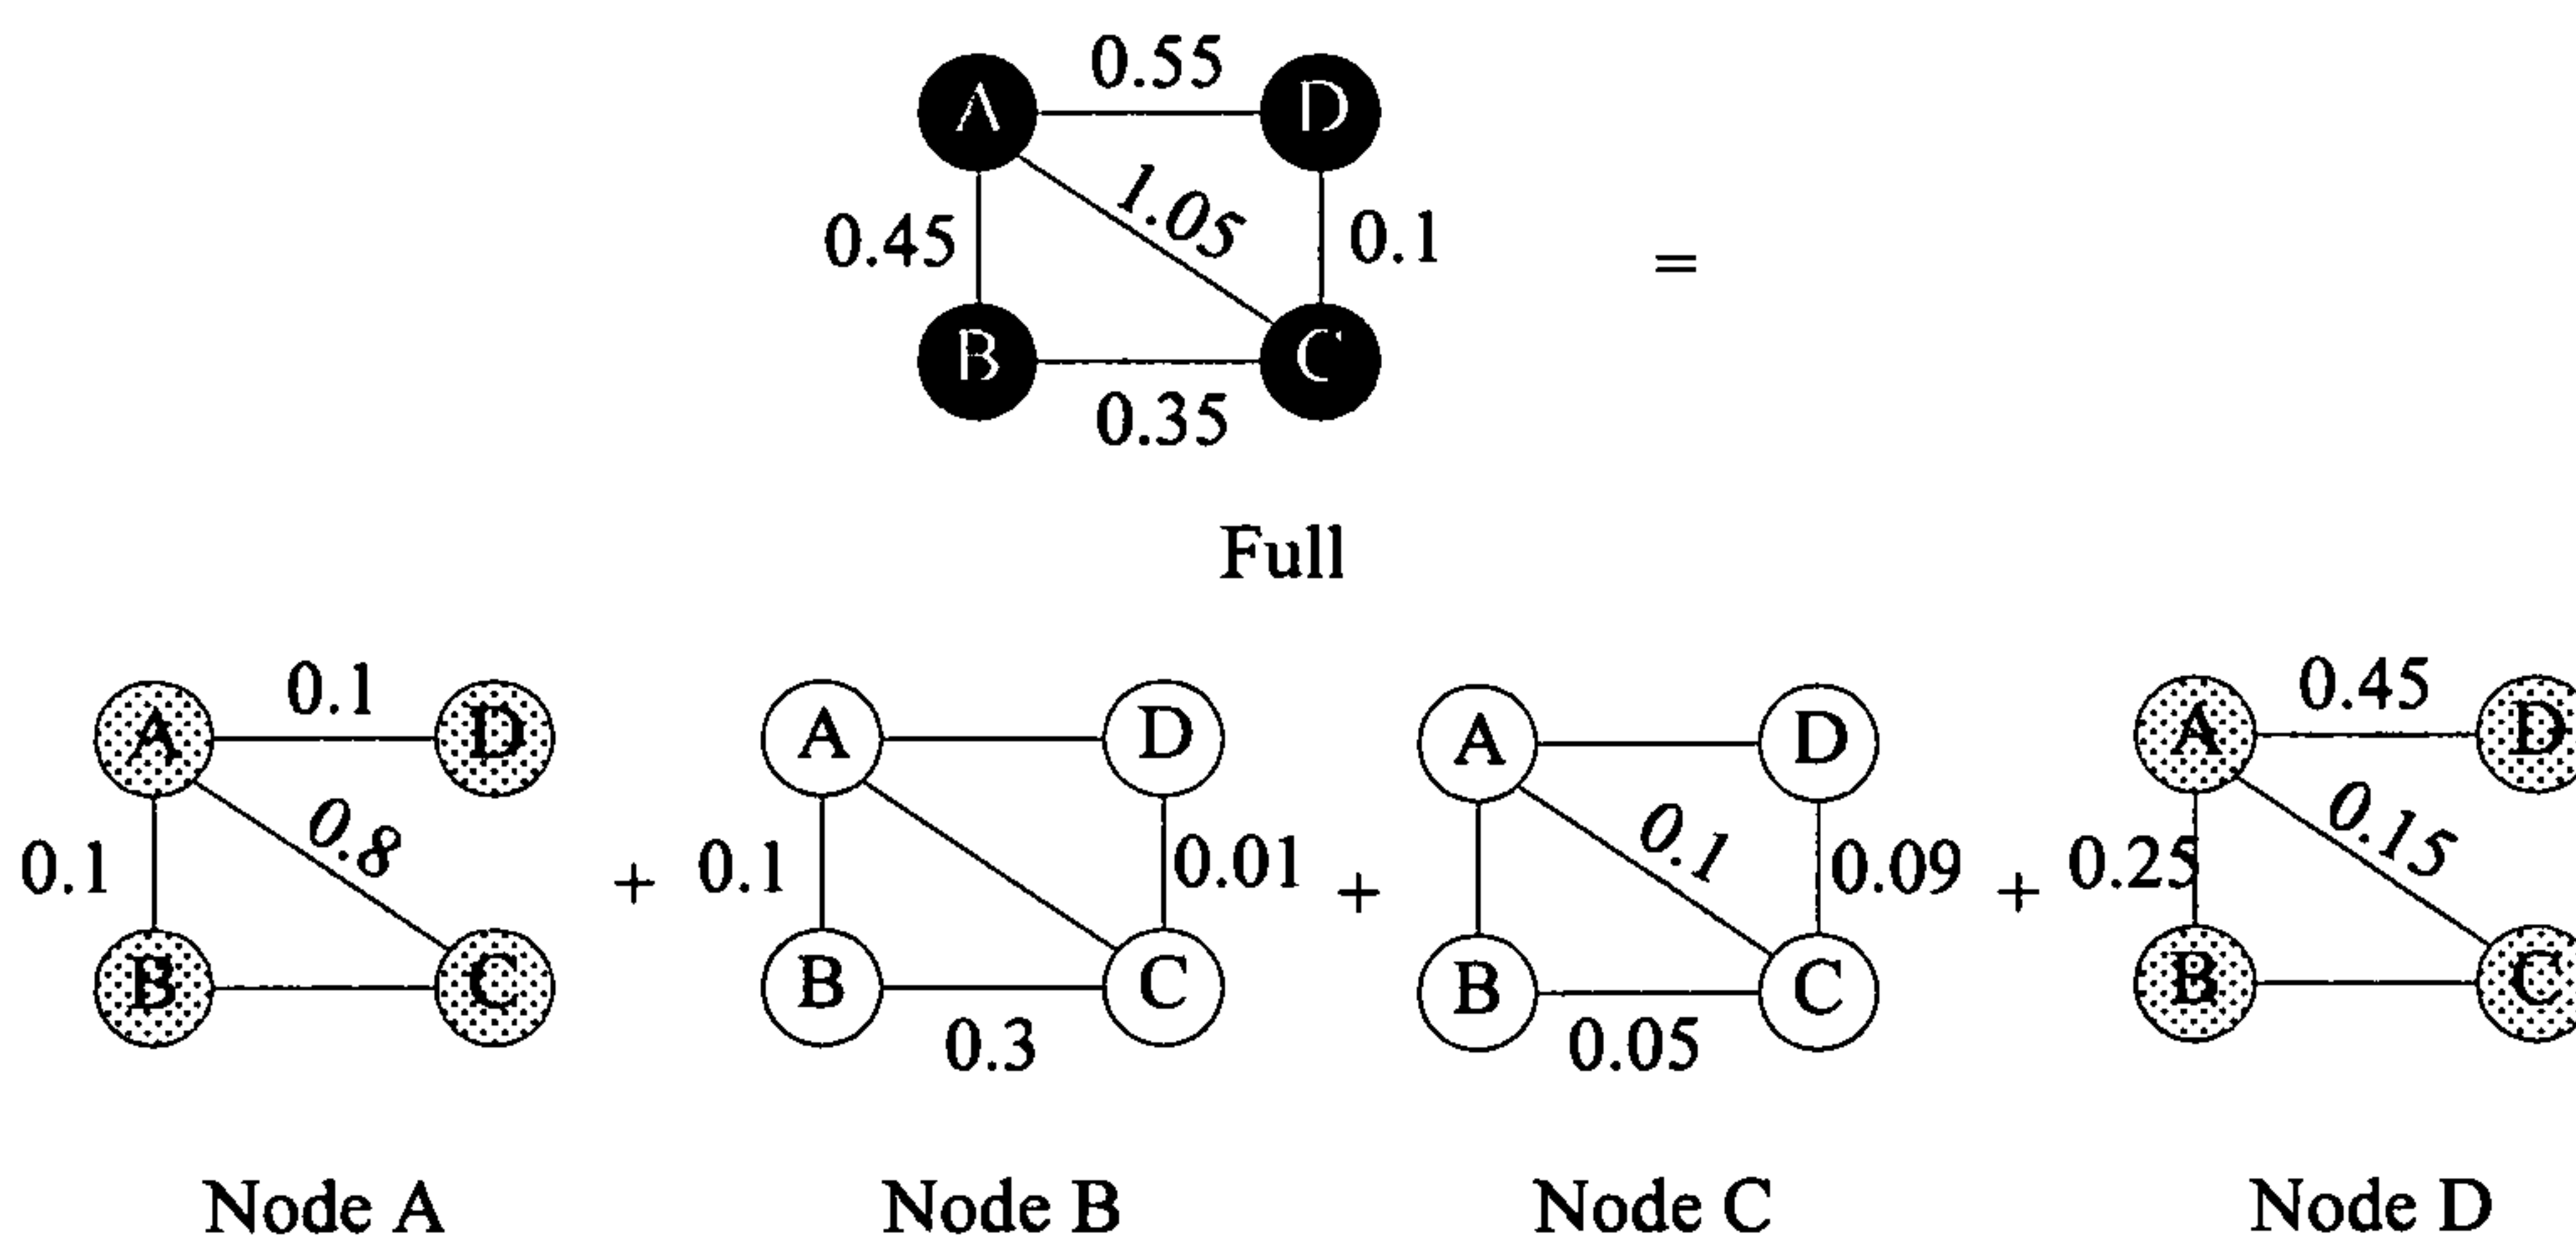 0.55
A D
1.05
0.45 0.1
=
B C
0.35
Full
0.1 0.45
A D A D A D A D
0.8 0.1 0.15
0.1 + 0.1 0.01 + 0.09 + 0.25
B C B C B C B C
0.3 0.05
Node A Node B Node C Node D